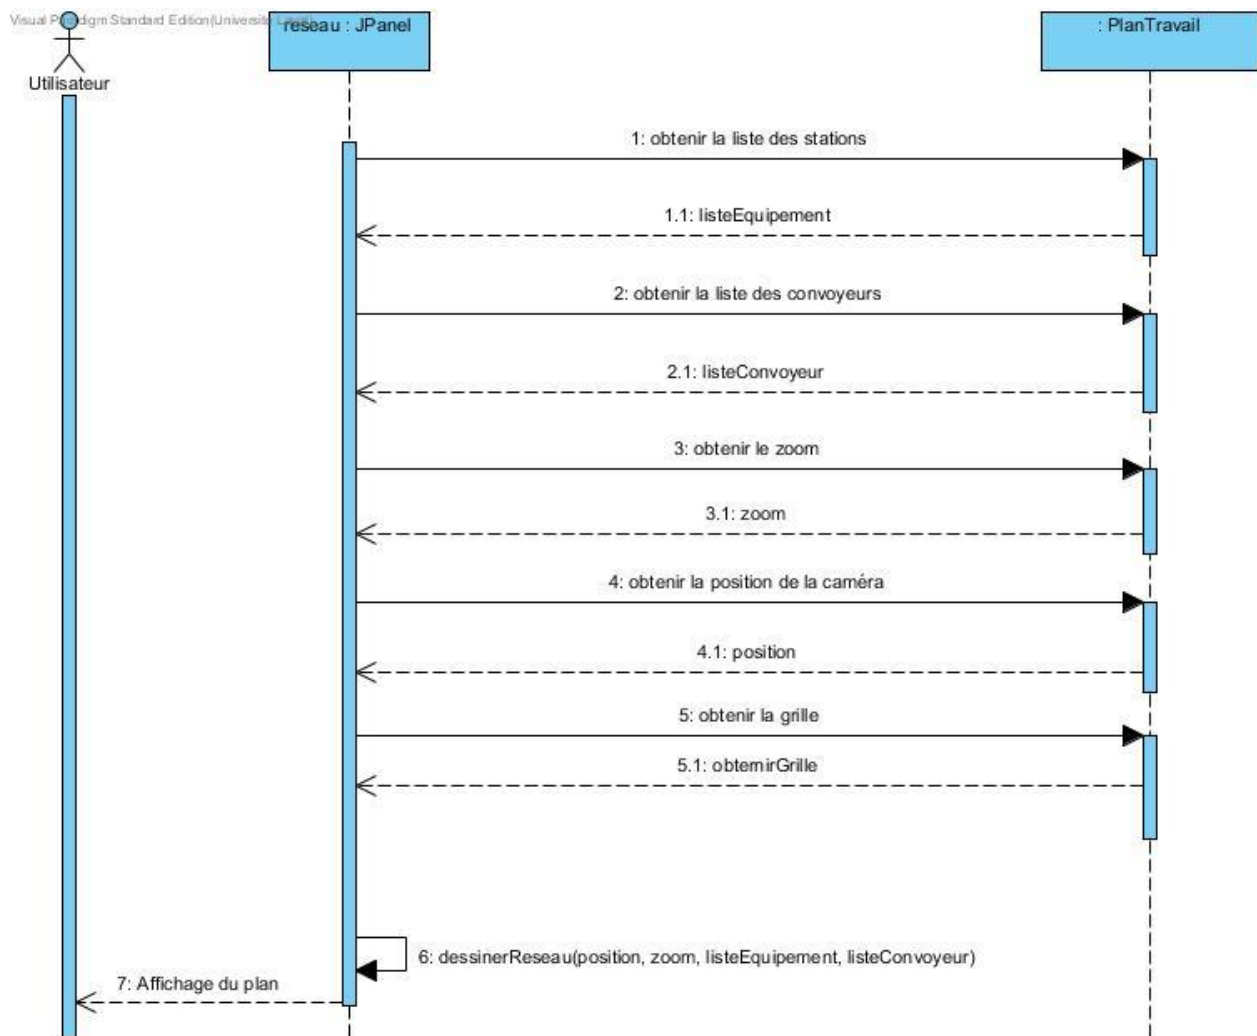 Visual Paradigm Standard Edition(Université Laval)
reseau : JPanel
: PlanTravail
Utilisateur
1: obtenir la liste des stations
1.1: listeEquipement
2: obtenir la liste des convoyeurs
2.1: listeConvoyeur
3: obtenir le zoom
3.1: zoom
4: obtenir la position de la caméra
4.1: position
5: obtenir la grille
5.1: obternirGrille
6: dessinerReseau(position, zoom, listeEquipement, listeConvoyeur)
7: Affichage du plan